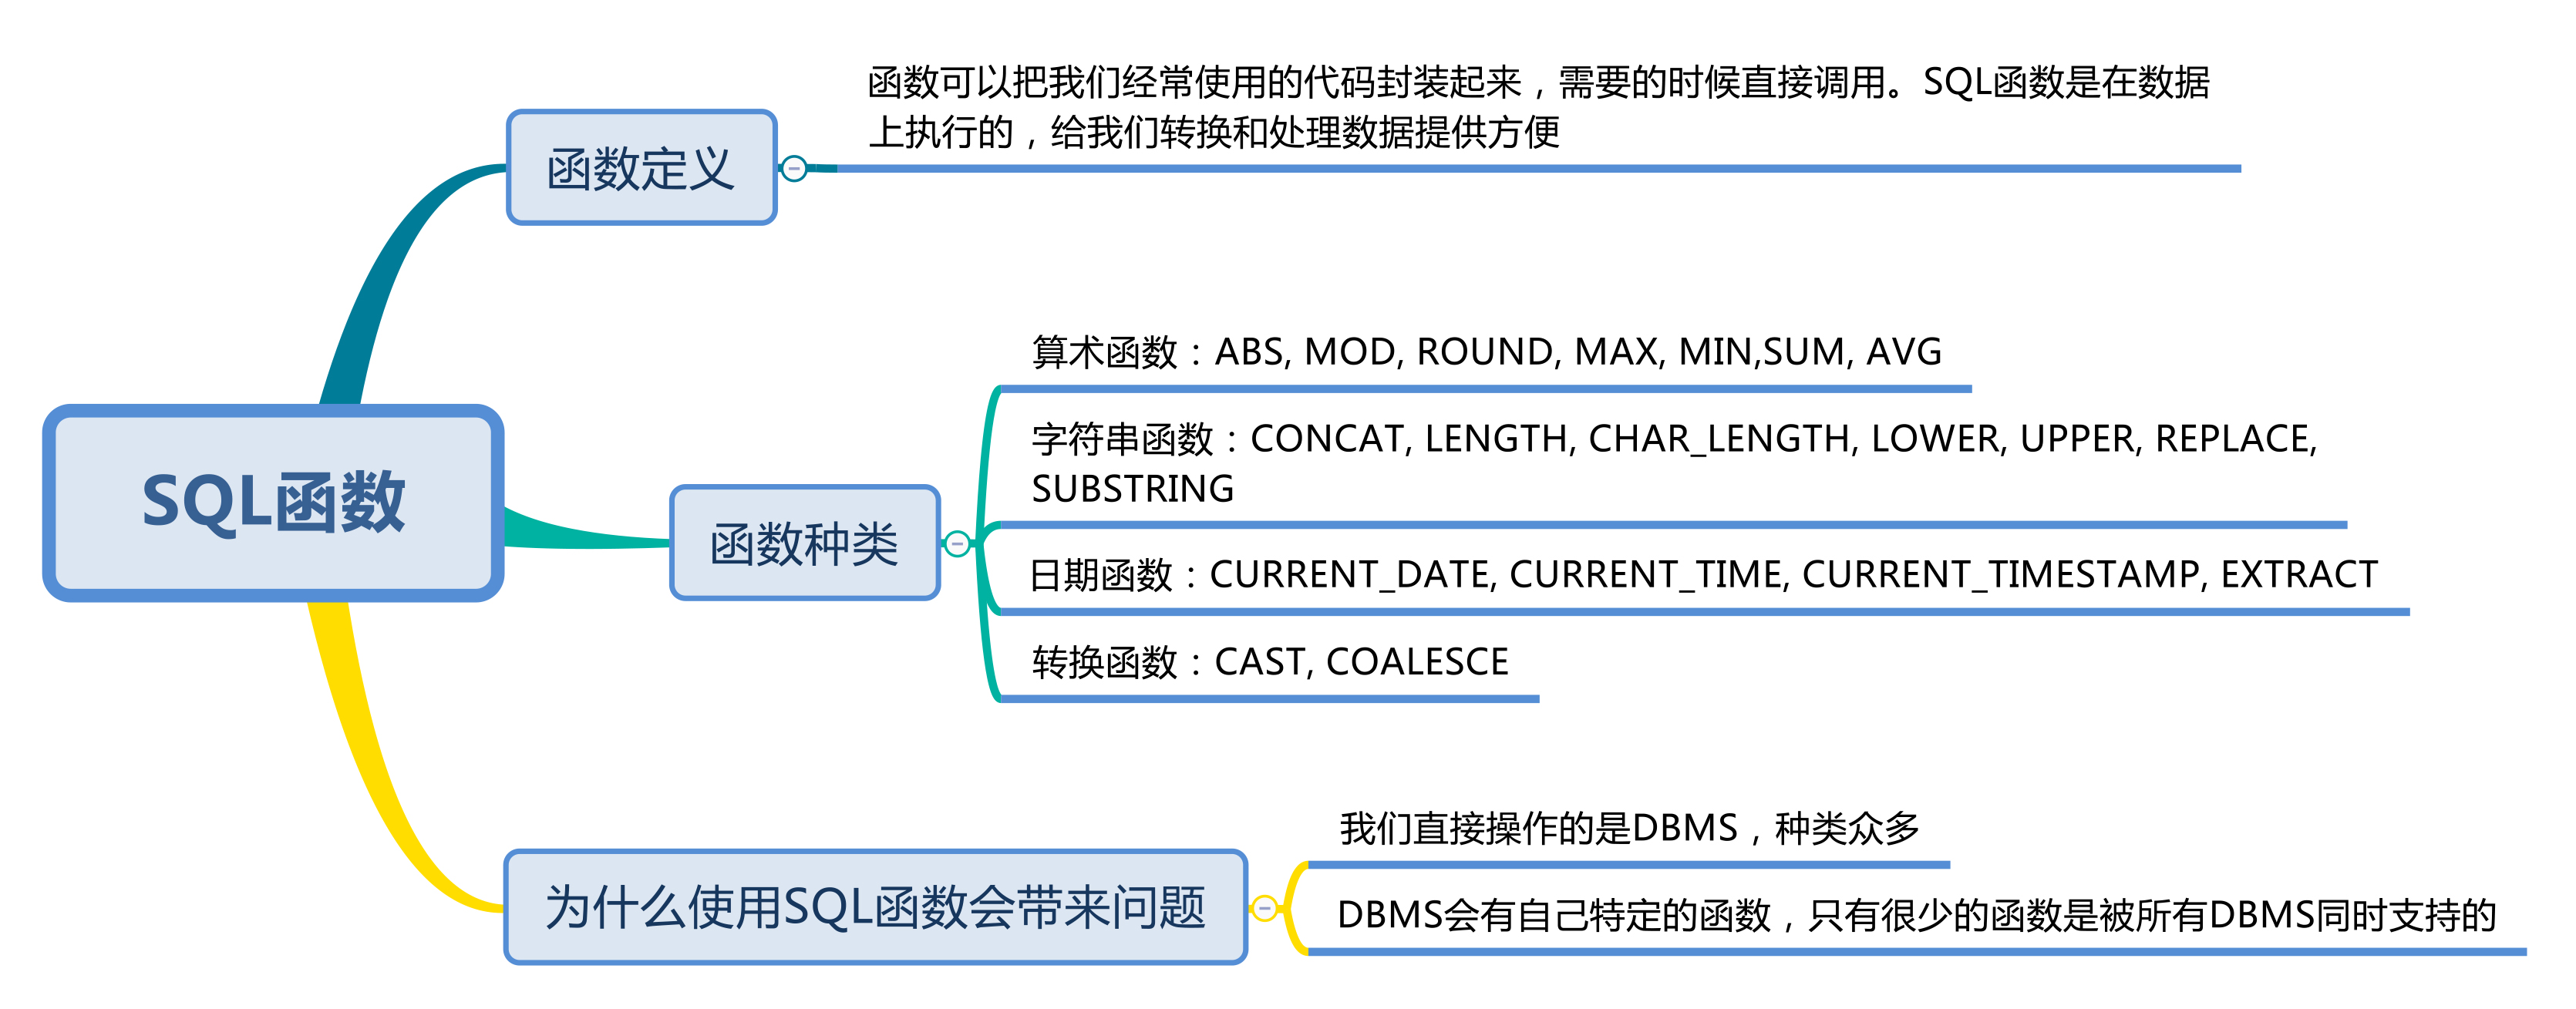 函数可以把我们经常使用的代码封装起来，需要的时候直接调用。SQL函数是在数据
上执行的，给我们转换和处理数据提供方便
函数定义
算术函数：ABS, MOD, ROUND, MAX, MIN,SUM, AVG
字符串函数：CONCAT, LENGTH, CHAR_LENGTH, LOWER, UPPER, REPLACE,
SUBSTRING
SQL函数
函数种类
日期函数：CURRENT_DATE, CURRENT_TIME, CURRENT_TIMESTAMP, EXTRACT
转换函数：CAST, COALESCE
我们直接操作的是DBMS，种类众多
为什么使用SQL函数会带来问题
DBMS会有自己特定的函数，只有很少的函数是被所有DBMS同时支持的